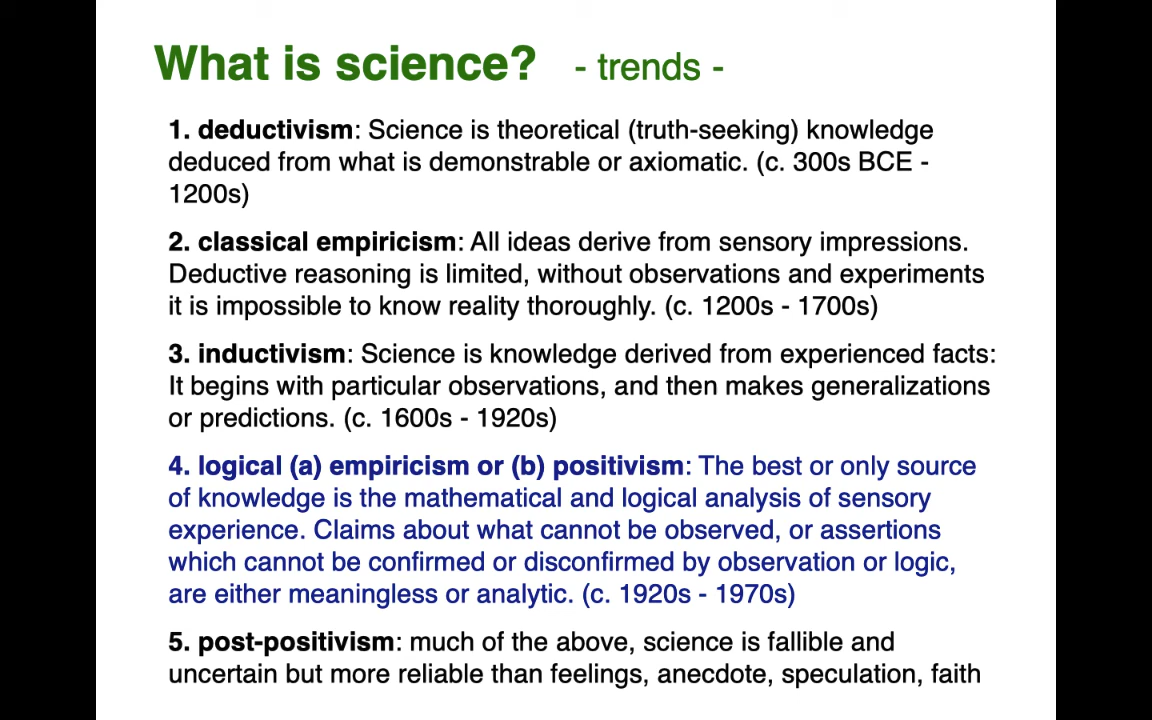 What is science? - trends -
1. deductivism: Science is theoretical (truth-seeking) knowledge
deduced from what is demonstrable or axiomatic. (c. 300s BCE -
1200s)
2. classical empiricism: All ideas derive from sensory impressions.
Deductive reasoning is limited, without observations and experiments
it is impossible to know reality thoroughly. (c. 1200s - 1700s)
3. inductivism: Science is knowledge derived from experienced facts:
It begins with particular observations, and then makes generalizations
or predictions. (c. 1600s - 1920s)
4. logical (a) empiricism or (b) positivism: The best or only source
of knowledge is the mathematical and logical analysis of sensory
experience. Claims about what cannot be observed, or assertions
which cannot be confirmed or disconfirmed by observation or logic,
are either meaningless or analytic. (c. 1920s - 1970s)
5. post-positivism: much of the above, science is fallible and
uncertain but more reliable than feelings, anecdote, speculation, faith